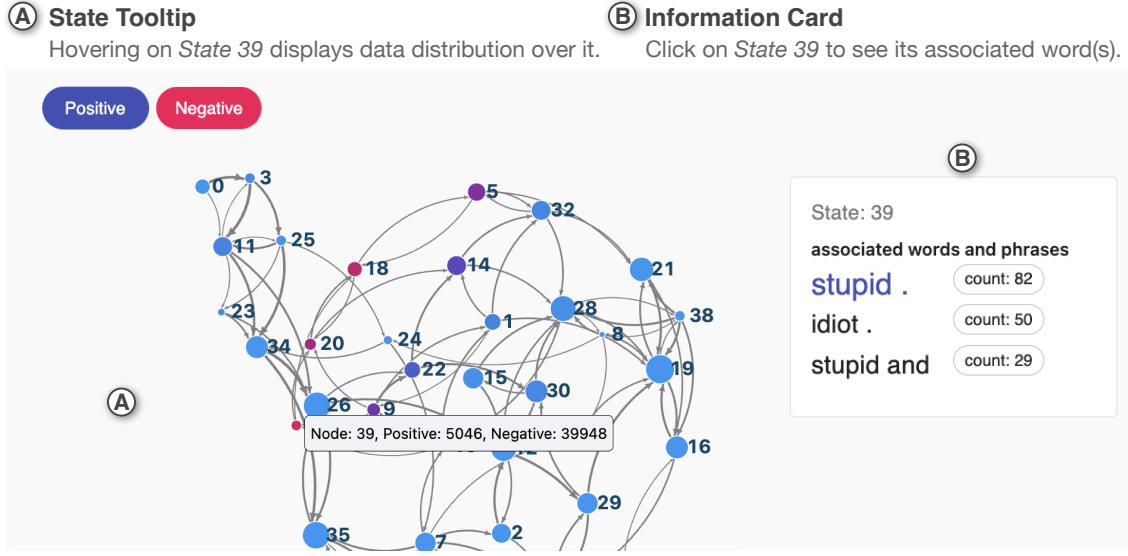 A State Tooltip
Hovering on State 39 displays data distribution over it.
B Information Card
Click on State 39 to see its associated word(s).
Positive
Negative
B
State: 39
associated words and phrases
stupid . count: 82
idiot . count: 50
stupid and count: 29
A
0
3
5
32
11
25
18
14
21
23
28
38
1
8
34
20
24
22
15
19
30
26
9
Node: 39, Positive: 5046, Negative: 39948
16
29
35
7
2